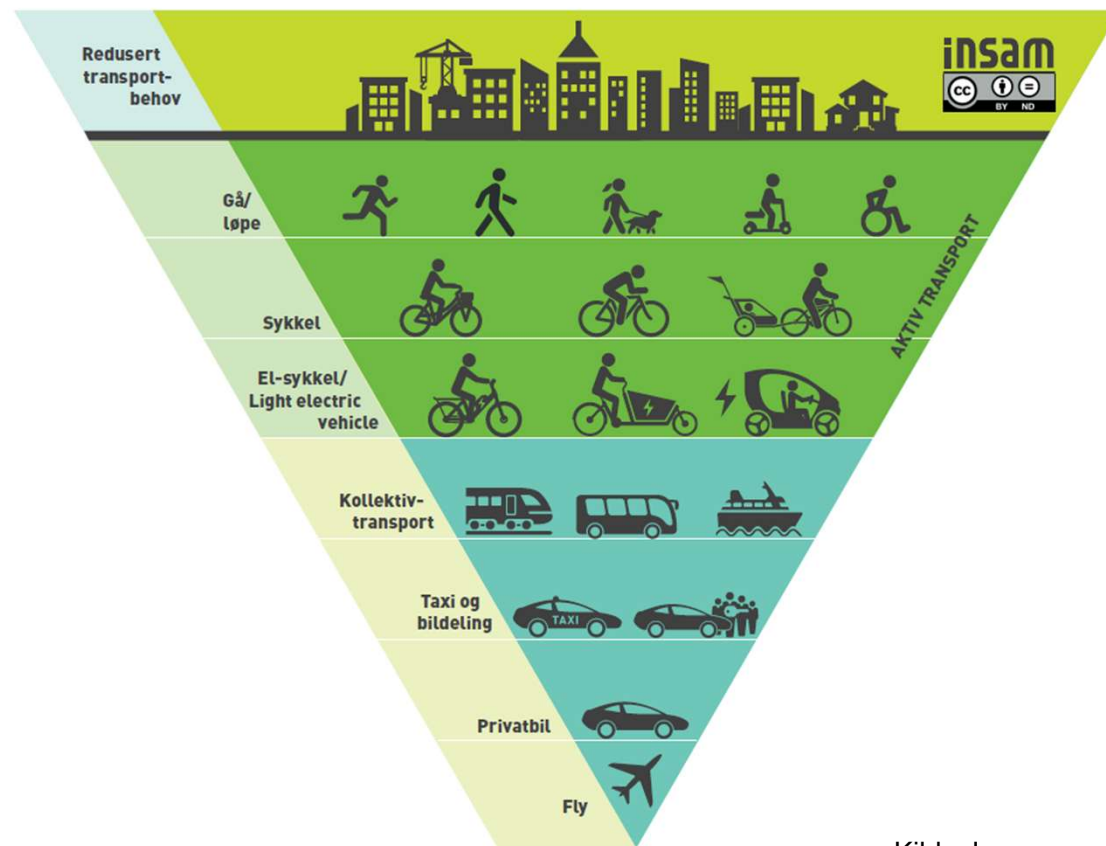 Redusert
transport-
behov
insam
cc
BY ND
Gå/
løpe
AKTIV TRANSPORT
Sykkel
El-sykkel/
Light electric
vehicle
Kollektiv-
transport
Taxi og
bildeling
TAXI
Privatbil
Fly